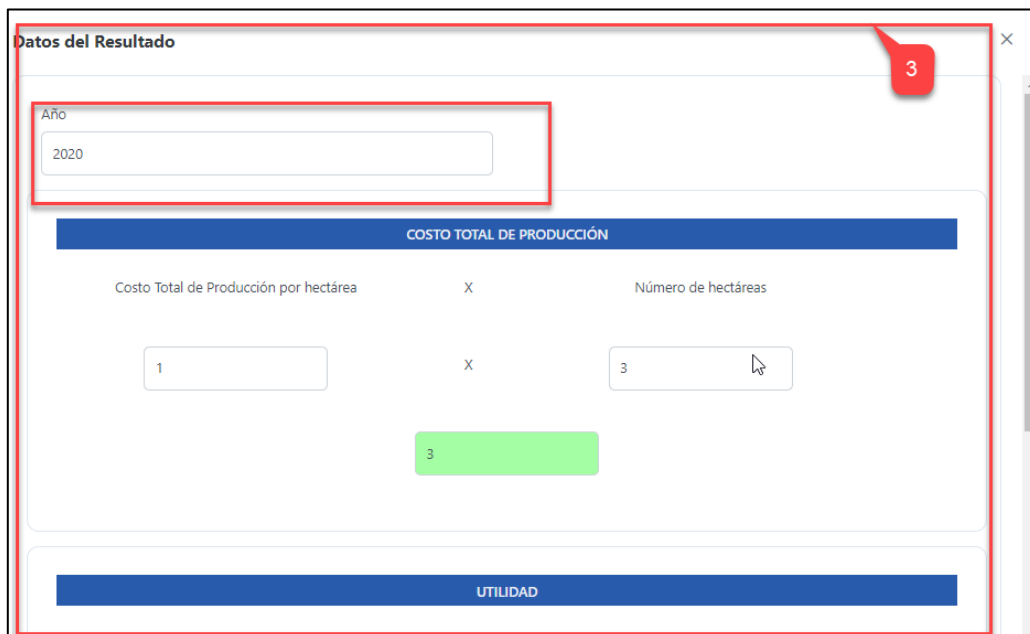 Datos del Resultado
3
Año
2020
COSTO TOTAL DE PRODUCCIÓN
Costo Total de Producción por hectárea X Número de hectáreas
1 X 3
3
UTILIDAD